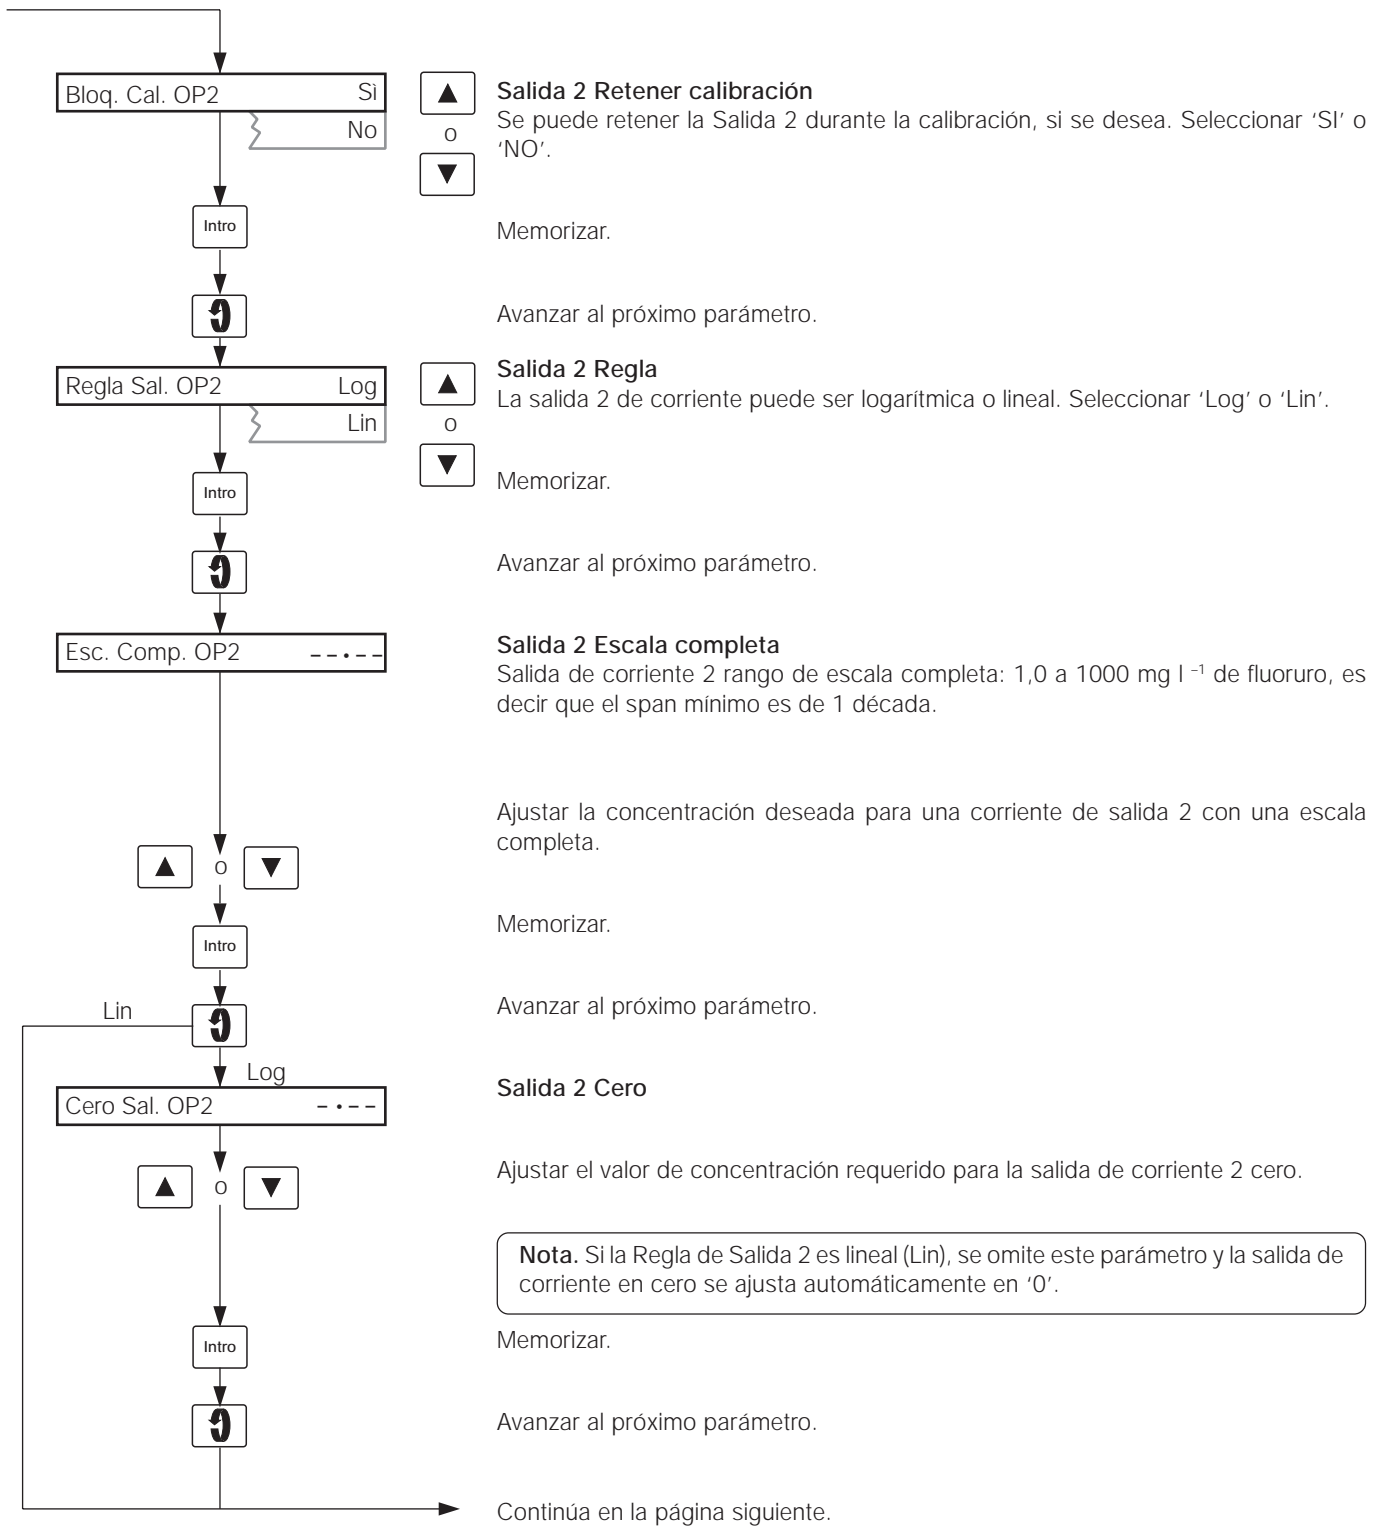 Bloq. Cal. OP2 Sì
No
o
Salida 2 Retener calibración
Se puede retener la Salida 2 durante la calibración, si se desea. Seleccionar ‘SI’ o
‘NO’.
Intro
Memorizar.
Avanzar al próximo parámetro.
Regla Sal. OP2 Log
Lin
o
Salida 2 Regla
La salida 2 de corriente puede ser logarítmica o lineal. Seleccionar ‘Log’ o ‘Lin’.
Intro
Memorizar.
Avanzar al próximo parámetro.
Esc. Comp. OP2 – – • – –
Salida 2 Escala completa
Salida de corriente 2 rango de escala completa: 1,0 a 1000 mg l ⁻¹ de fluoruro, es
decir que el span mínimo es de 1 década.
Ajustar la concentración deseada para una corriente de salida 2 con una escala
completa.
o
Intro
Memorizar.
Lin
Avanzar al próximo parámetro.
Log
Cero Sal. OP2 – • – –
Salida 2 Cero
o
Ajustar el valor de concentración requerido para la salida de corriente 2 cero.
Nota. Si la Regla de Salida 2 es lineal (Lin), se omite este parámetro y la salida de
corriente en cero se ajusta automáticamente en ‘0’.
Intro
Memorizar.
Avanzar al próximo parámetro.
Continúa en la página siguiente.